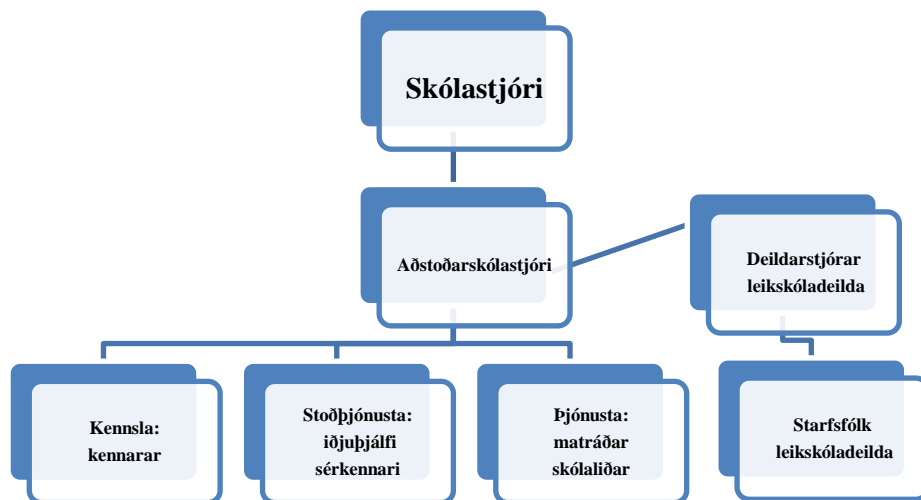 Skólastjóri
Aðstoðarskólastjóri
Deildarstjórar
leikskóladeilda
Kennsla:
kennarar
Stoðþjónusta:
iðjuþjálfi
sérkennari
Þjónusta:
matráðar
skólaliðar
Starfsfólk
leikskóladeilda